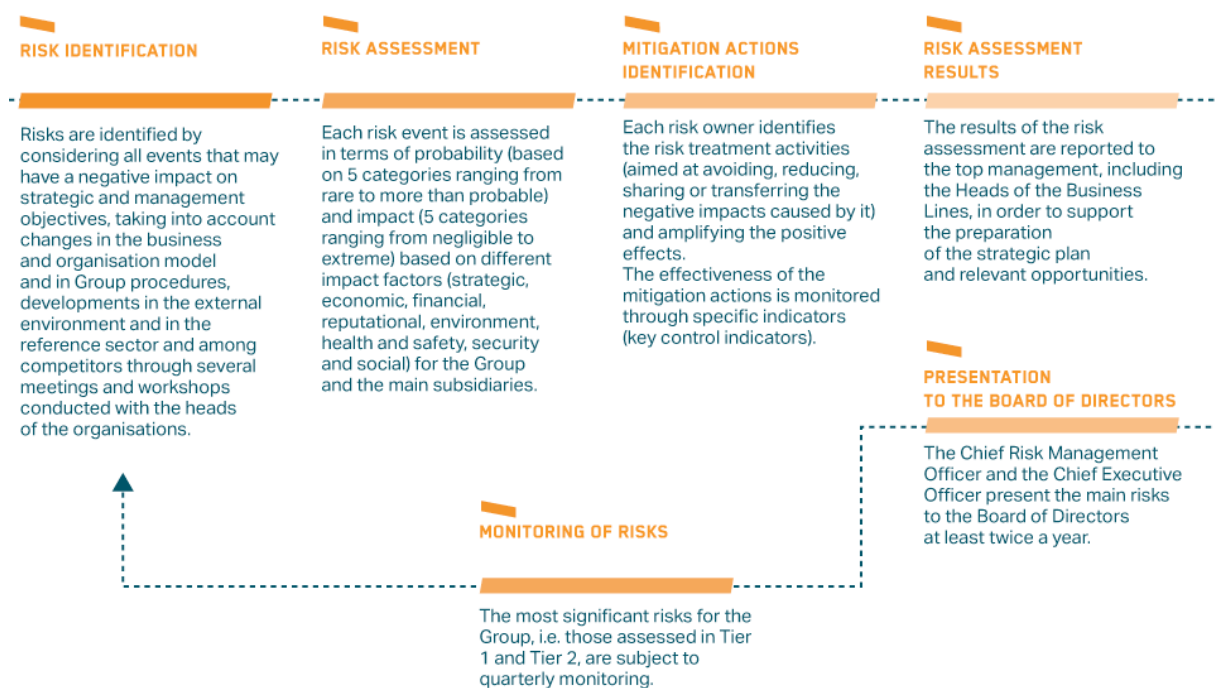 RISK IDENTIFICATION
Risks are identified by
considering all events that may
have a negative impact on
strategic and management
objectives, taking into account
changes in the business
and organisation model
and in Group procedures,
developments in the external
environment and in the
reference sector and among
competitors through several
meetings and workshops
conducted with the heads
of the organisations.
RISK ASSESSMENT
Each risk event is assessed
in terms of probability (based
on 5 categories ranging from
rare to more than probable)
and impact (5 categories
ranging from negligible to
extreme) based on different
impact factors (strategic,
economic, financial,
reputational, environment,
health and safety, security
and social) for the Group
and the main subsidiaries.
MITIGATION ACTIONS
IDENTIFICATION
Each risk owner identifies
the risk treatment activities
(aimed at avoiding, reducing,
sharing or transferring the
negative impacts caused by it)
and amplifying the positive
effects.
The effectiveness of the
mitigation actions is monitored
through specific indicators
(key control indicators).
RISK ASSESSMENT
RESULTS
The results of the risk
assessment are reported to
the top management, including
the Heads of the Business
Lines, in order to support
the preparation
of the strategic plan
and relevant opportunities.
PRESENTATION
TO THE BOARD OF DIRECTORS
The Chief Risk Management
Officer and the Chief Executive
Officer present the main risks
to the Board of Directors
at least twice a year.
MONITORING OF RISKS
The most significant risks for the
Group, i.e. those assessed in Tier
1 and Tier 2, are subject to
quarterly monitoring.